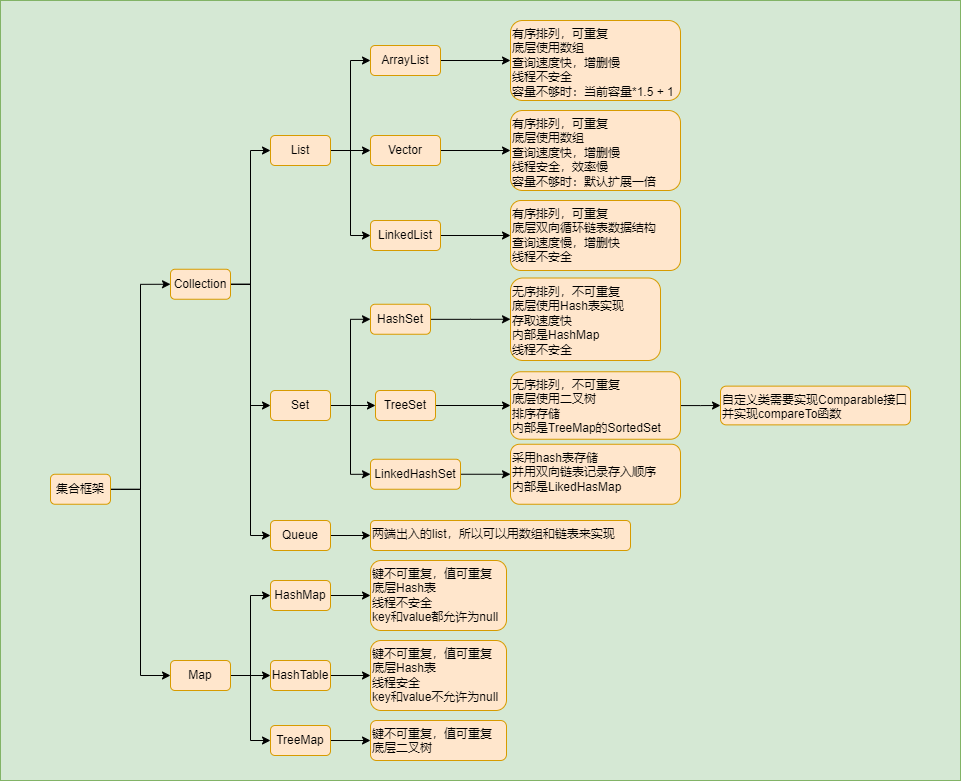 集合框架
Collection
List
ArrayList
有序排列，可重复
底层使用数组
查询速度快，增删慢
线程不安全
容量不够时：当前容量*1.5 + 1
Vector
有序排列，可重复
底层使用数组
查询速度快，增删慢
线程安全，效率慢
容量不够时：默认扩展一倍
LinkedList
有序排列，可重复
底层双向循环链表数据结构
查询速度慢，增删快
线程不安全
Set
HashSet
无序排列，不可重复
底层使用Hash表实现
存取速度快
内部是HashMap
线程不安全
TreeSet
无序排列，不可重复
底层使用二叉树
排序存储
内部是TreeMap的SortedSet
自定义类需要实现Comparable接口
并实现compareTo函数
LinkedHashSet
采用hash表存储
并用双向链表记录存入顺序
内部是LikedHasMap
Queue
两端出入的list，所以可以用数组和链表来实现
Map
HashMap
键不可重复，值可重复
底层Hash表
线程不安全
key和value都允许为null
HashTable
键不可重复，值可重复
底层Hash表
线程安全
key和value不允许为null
TreeMap
键不可重复，值可重复
底层二叉树